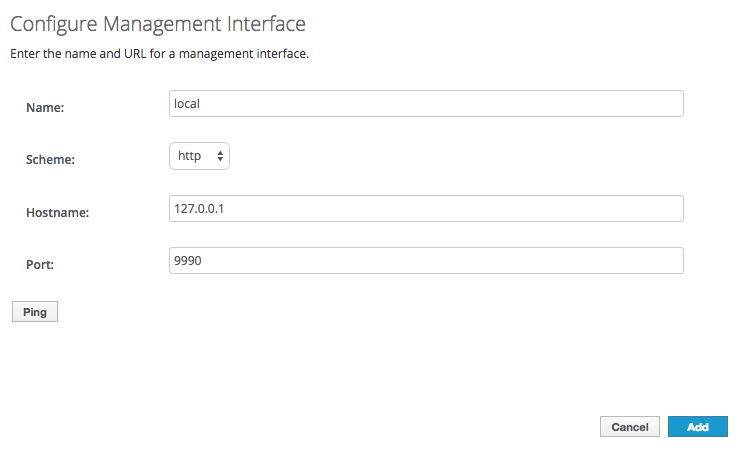 Configure Management Interface
Enter the name and URL for a management interface.
Name: local
Scheme: http
Hostname: 127.0.0.1
Port: 9990
Ping
Cancel Add